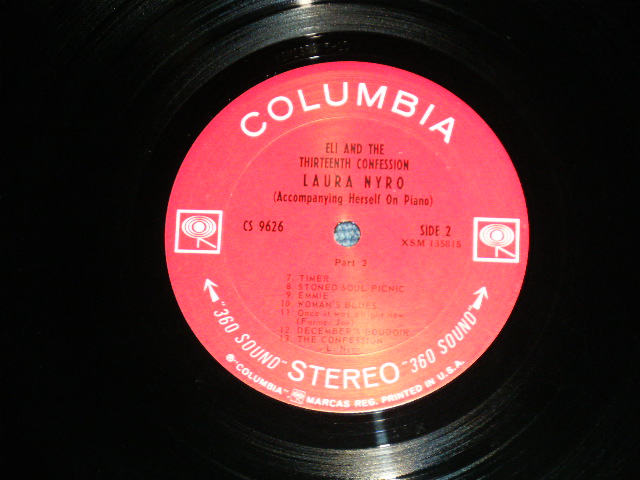 COLUMBIA
ELI AND THE
THIRTEENTH CONFESSION
LAURA NYRO
(Accompanying Herself On Piano)
CS 9626
SIDE 2
XSM 135815
Part 2
7. TIMER
8. STONED SOUL PICNIC
9. EMMIE
10. WOMAN'S BLUES
11. Once it was alright now
(Farmer Joe)
12. DECEMBER'S BOUDOIR
13. THE CONFESSION
"360 SOUND" STEREO "360 SOUND"
"COLUMBIA" MARCAS REG. PRINTED IN U.S.A.